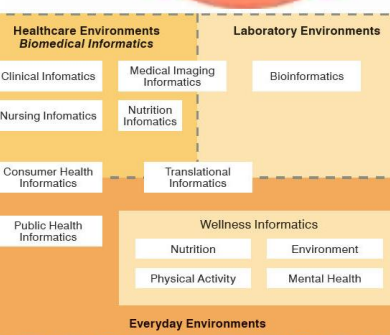 Healthcare Environments
Biomedical Informatics
Laboratory Environments
Clinical Infomatics
Medical Imaging
Informatics
Bioinformatics
Nursing Infomatics
Nutrition
Infomatics
Consumer Health
Informatics
Translational
Informatics
Public Health
Informatics
Wellness Informatics
Nutrition
Environment
Physical Activity
Mental Health
Everyday Environments